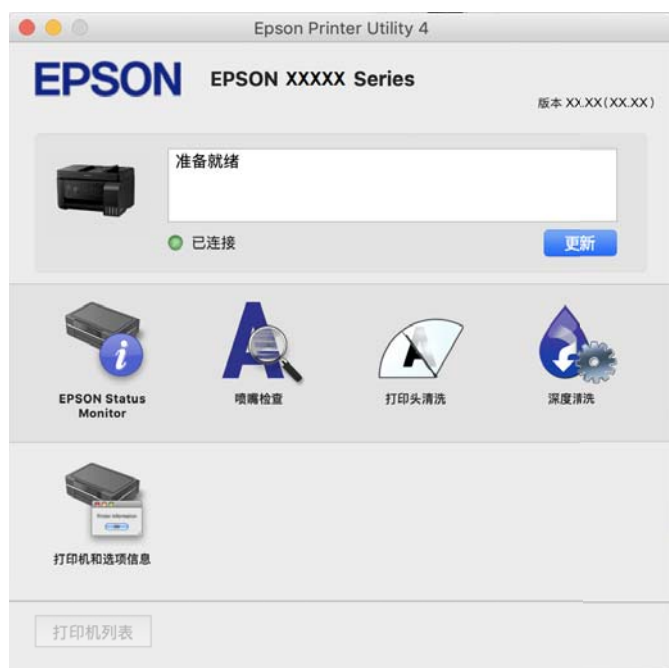 Epson Printer Utility 4
EPSON
EPSON XXXXX Series
版本 XX.XX(XX.XX)
准备就绪
已连接
更新
EPSON Status
Monitor
喷嘴检查
打印头清洗
深度清洗
Printer Information
打印机和选项信息
打印机列表